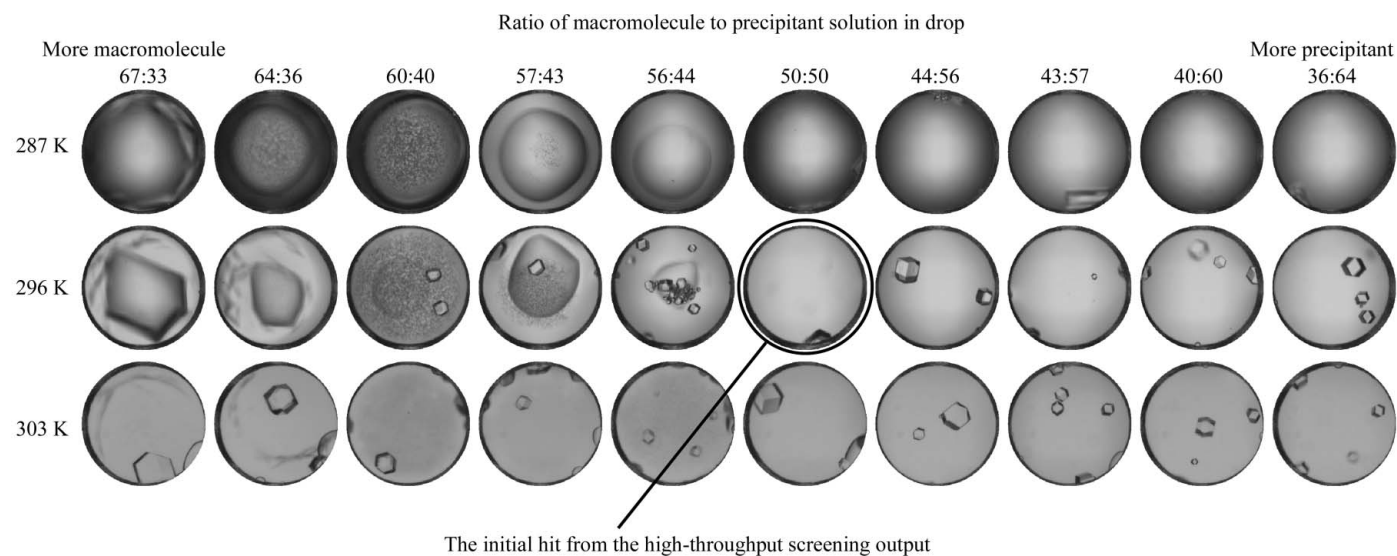 Ratio of macromolecule to precipitant solution in drop
More macromolecule More precipitant
67:33 64:36 60:40 57:43 56:44 50:50 44:56 43:57 40:60 36:64
287 K
296 K
303 K
The initial hit from the high-throughput screening output